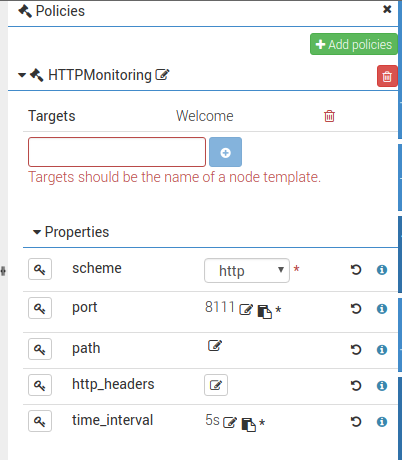 Policies
Add policies
HTTPMonitoring
Targets Welcome
Targets should be the name of a node template.
Properties
scheme http *
port 8111 *
path
http_headers
time_interval 5s *